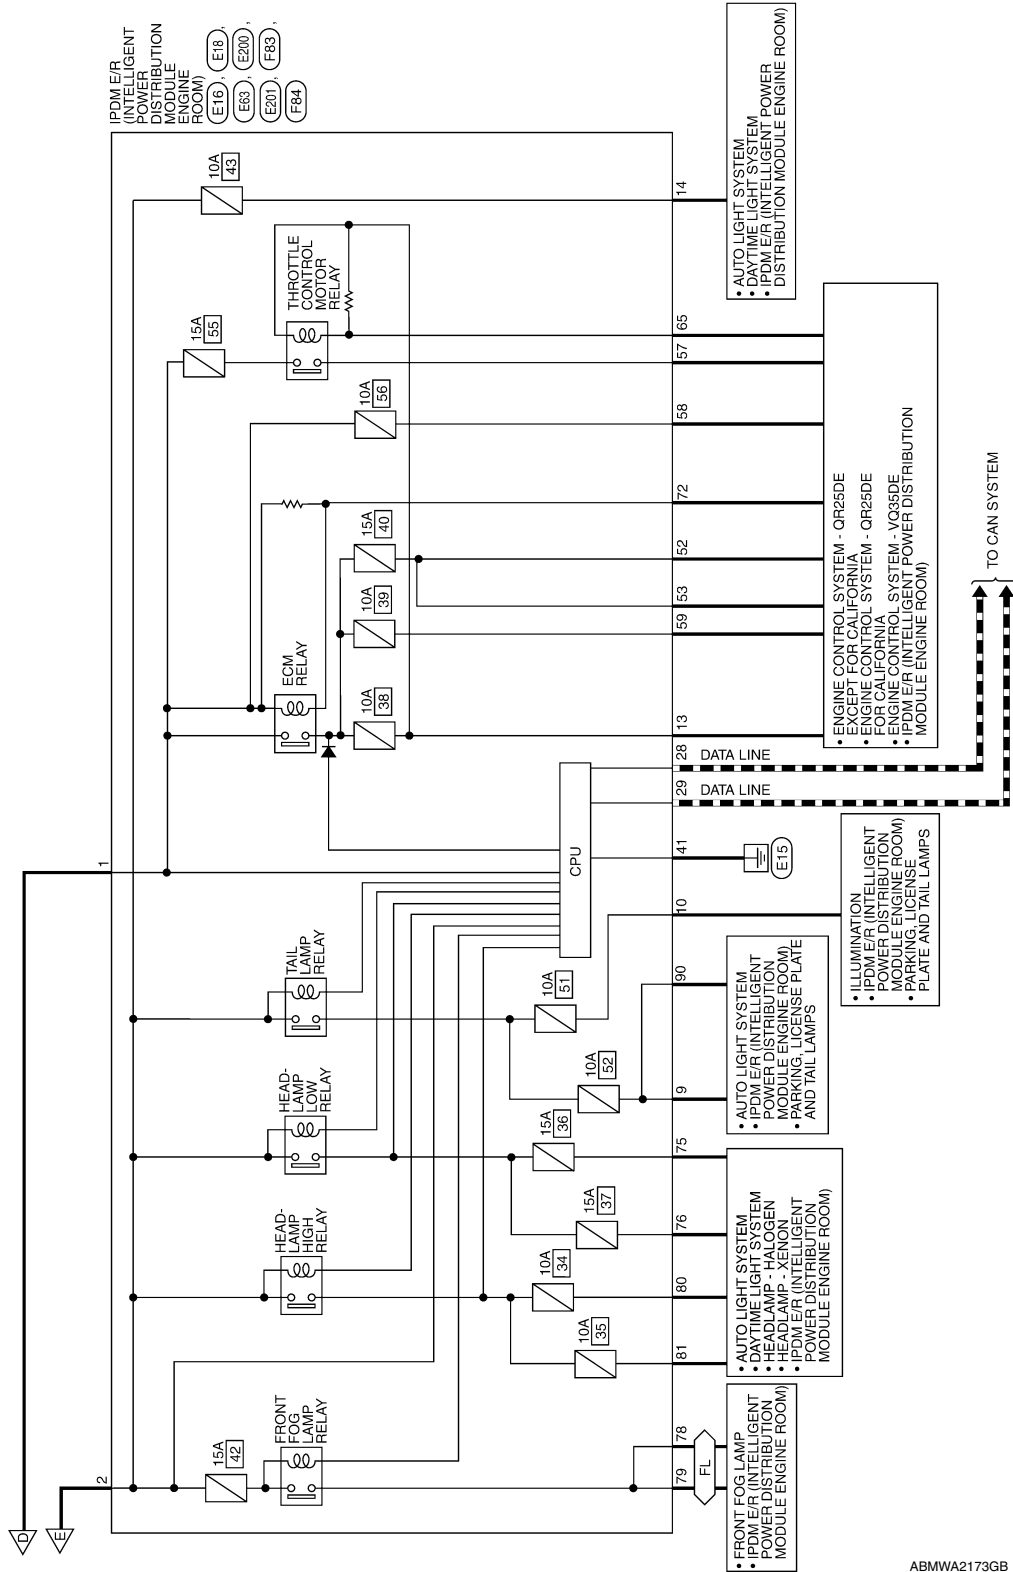 IPDM E/R
(INTELLIGENT
POWER
DISTRIBUTION
MODULE
ENGINE
ROOM)
E16 , E18 ,
E63 , E200 ,
E201 , F83 ,
F84
D
E
2
1
15A
42
FRONT
FOG
LAMP
RELAY
HEAD-
LAMP
HIGH
RELAY
HEAD-
LAMP
LOW
RELAY
TAIL
LAMP
RELAY
ECM
RELAY
15A
55
THROTTLE
CONTROL
MOTOR
RELAY
10A
43
10A
35
10A
34
15A
37
15A
36
10A
52
10A
51
CPU
10A
38
10A
39
15A
40
10A
56
79
78
81
80
76
75
9
90
10
41
29
28
13
59
53
52
72
58
57
65
14
FL
E15
DATA LINE
DATA LINE
TO CAN SYSTEM
• FRONT FOG LAMP
• IPDM E/R (INTELLIGENT
POWER DISTRIBUTION
MODULE ENGINE ROOM)
• AUTO LIGHT SYSTEM
• DAYTIME LIGHT SYSTEM
• HEADLAMP - HALOGEN
• HEADLAMP - XENON
• IPDM E/R (INTELLIGENT
POWER DISTRIBUTION
MODULE ENGINE ROOM)
• AUTO LIGHT SYSTEM
• IPDM E/R (INTELLIGENT
POWER DISTRIBUTION
MODULE ENGINE ROOM)
• PARKING, LICENSE PLATE
AND TAIL LAMPS
• ILLUMINATION
• IPDM E/R (INTELLIGENT
POWER DISTRIBUTION
MODULE ENGINE ROOM)
• PARKING, LICENSE
PLATE AND TAIL LAMPS
• ENGINE CONTROL SYSTEM - QR25DE
EXCEPT FOR CALIFORNIA
• ENGINE CONTROL SYSTEM - QR25DE
FOR CALIFORNIA
• ENGINE CONTROL SYSTEM - VQ35DE
• IPDM E/R (INTELLIGENT POWER DISTRIBUTION
MODULE ENGINE ROOM)
• AUTO LIGHT SYSTEM
• DAYTIME LIGHT SYSTEM
• IPDM E/R (INTELLIGENT POWER
DISTRIBUTION MODULE ENGINE ROOM)
ABMWA2173GB